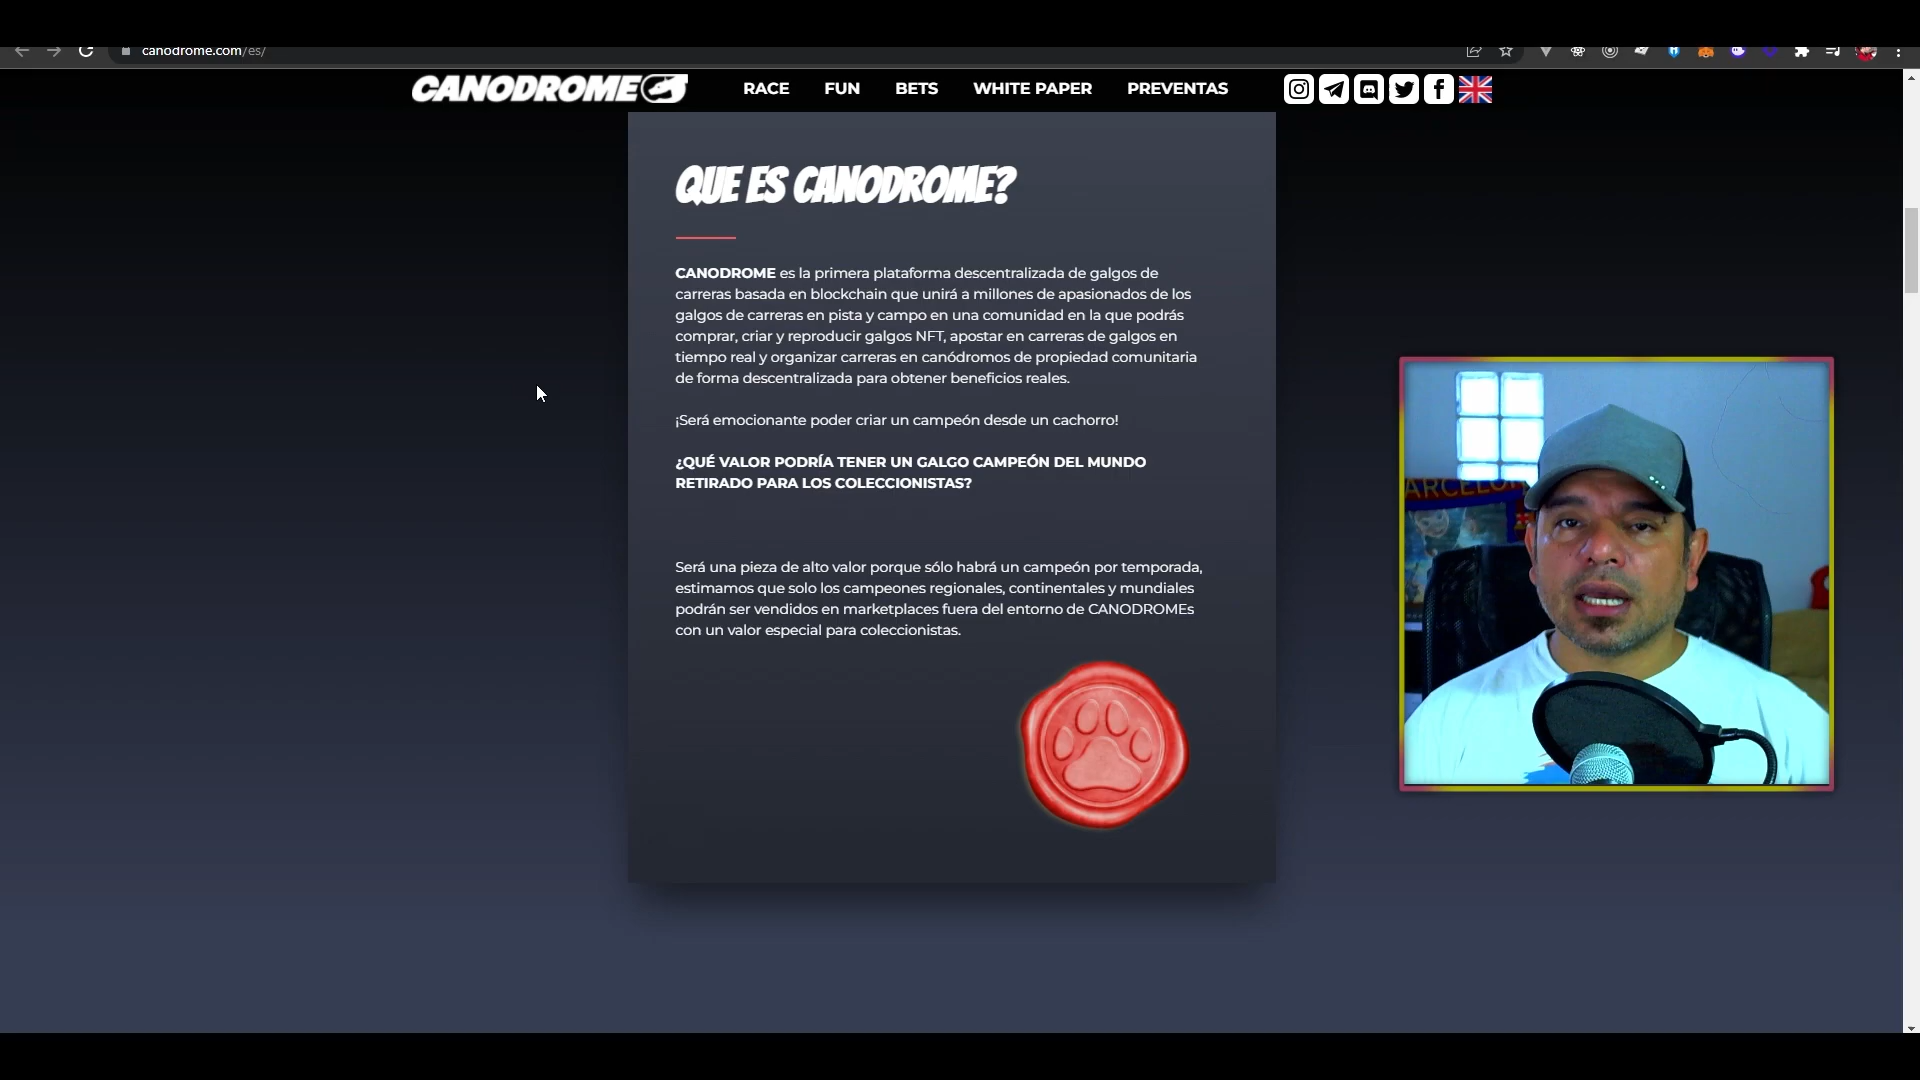 canodrome.com/es/
CANODROME
RACE FUN BETS WHITE PAPER PREVENTAS
QUE ES CANODROME?
CANODROME es la primera plataforma descentralizada de galgos de
carreras basada en blockchain que unirá a millones de apasionados de los
galgos de carreras en pista y campo en una comunidad en la que podrás
comprar, criar y reproducir galgos NFT, apostar en carreras de galgos en
tiempo real y organizar carreras en canódromos de propiedad comunitaria
de forma descentralizada para obtener beneficios reales.
¡Será emocionante poder criar un campeón desde un cachorro!
¿QUÉ VALOR PODRÍA TENER UN GALGO CAMPEÓN DEL MUNDO
RETIRADO PARA LOS COLECCIONISTAS?
Será una pieza de alto valor porque sólo habrá un campeón por temporada,
estimamos que solo los campeones regionales, continentales y mundiales
podrán ser vendidos en marketplaces fuera del entorno de CANODROMEs
con un valor especial para coleccionistas.
ARCELON